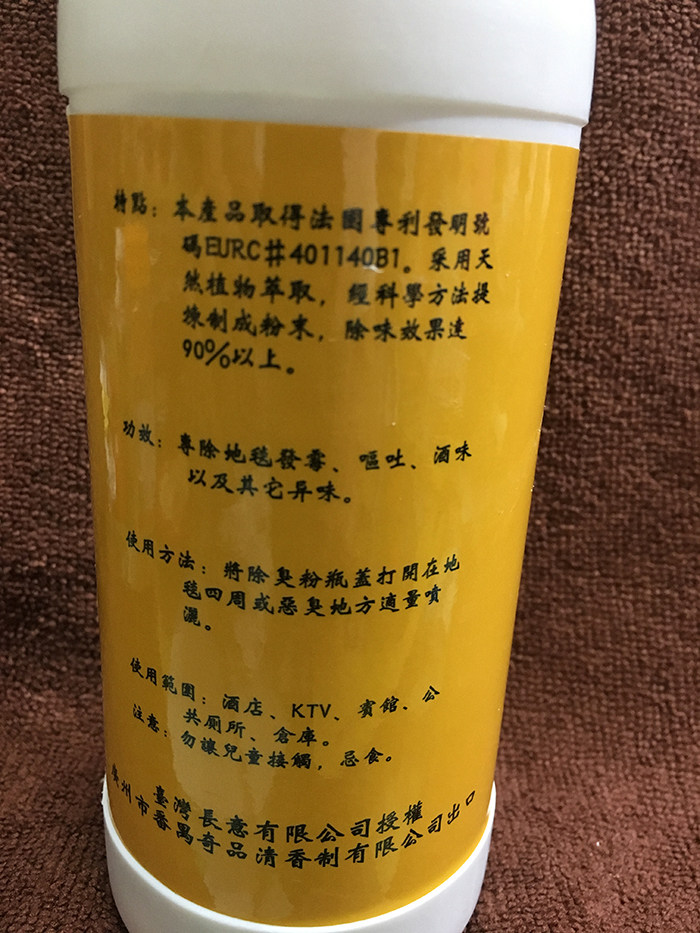 特點：本產品取得法國專利發明號
碼EURC#401140B1。采用天
然植物萃取，經科學方法提
揀制成粉末，除味效果達
90%以上。
功效：專除地毯發霉、嘔吐、酒味
以及其它异味。
使用方法：將除臭粉瓶蓋打開在地
毯四周或惡臭地方適量噴
灑。
使用範圍：酒店、KTV、賓館、公
共厠所、倉庫。
注意：勿讓兒童接觸，忌食。
臺灣長意有限公司授權
廣州市番禺奇品清香制有限公司出口